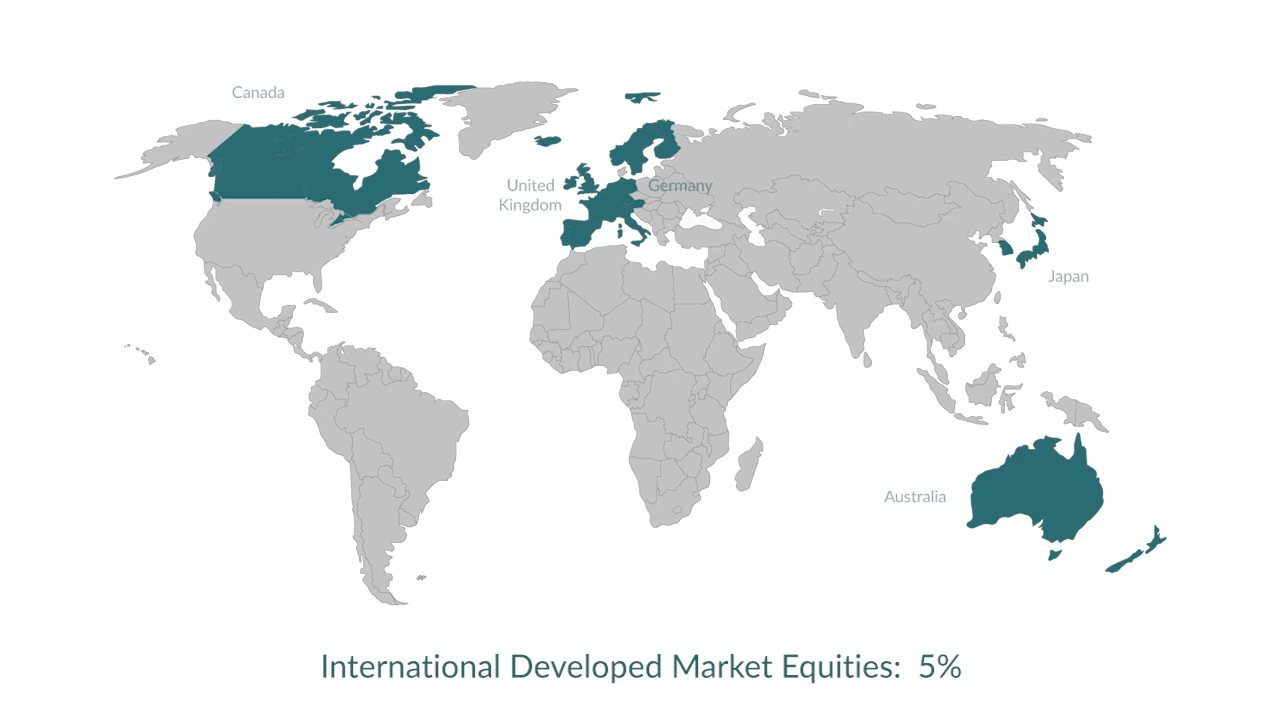 Canada
United
Kingdom
Germany
Japan
Australia
International Developed Market Equities: 5%